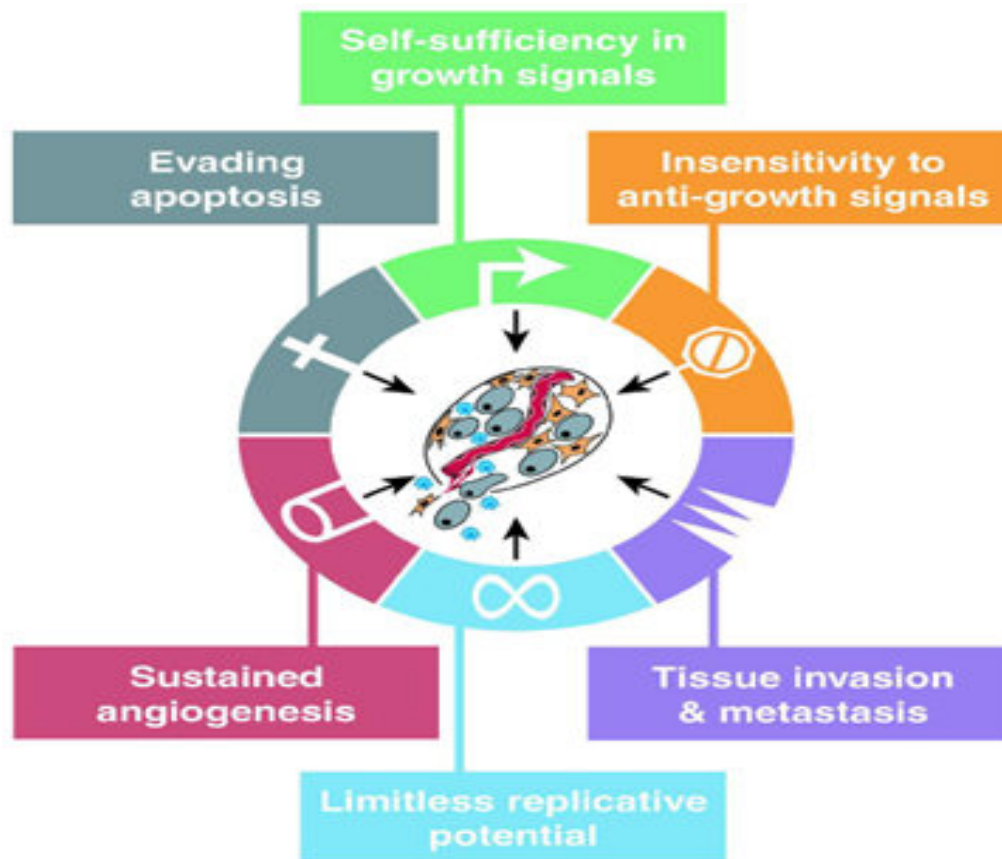 Self-sufficiency in
growth signals
Evading
apoptosis
Insensitivity to
anti-growth signals
Sustained
angiogenesis
Tissue invasion
& metastasis
Limitless replicative
potential